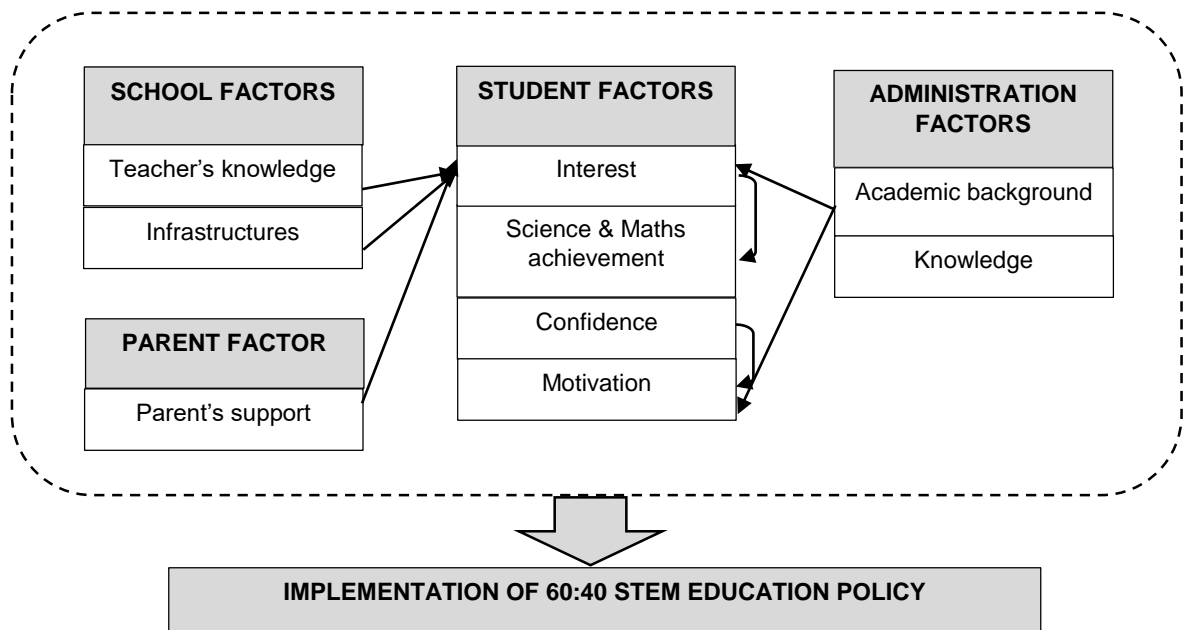 SCHOOL FACTORS
Teacher’s knowledge
Infrastructures
PARENT FACTOR
Parent’s support
STUDENT FACTORS
Interest
Science & Maths
achievement
Confidence
Motivation
ADMINISTRATION
FACTORS
Academic background
Knowledge
IMPLEMENTATION OF 60:40 STEM EDUCATION POLICY